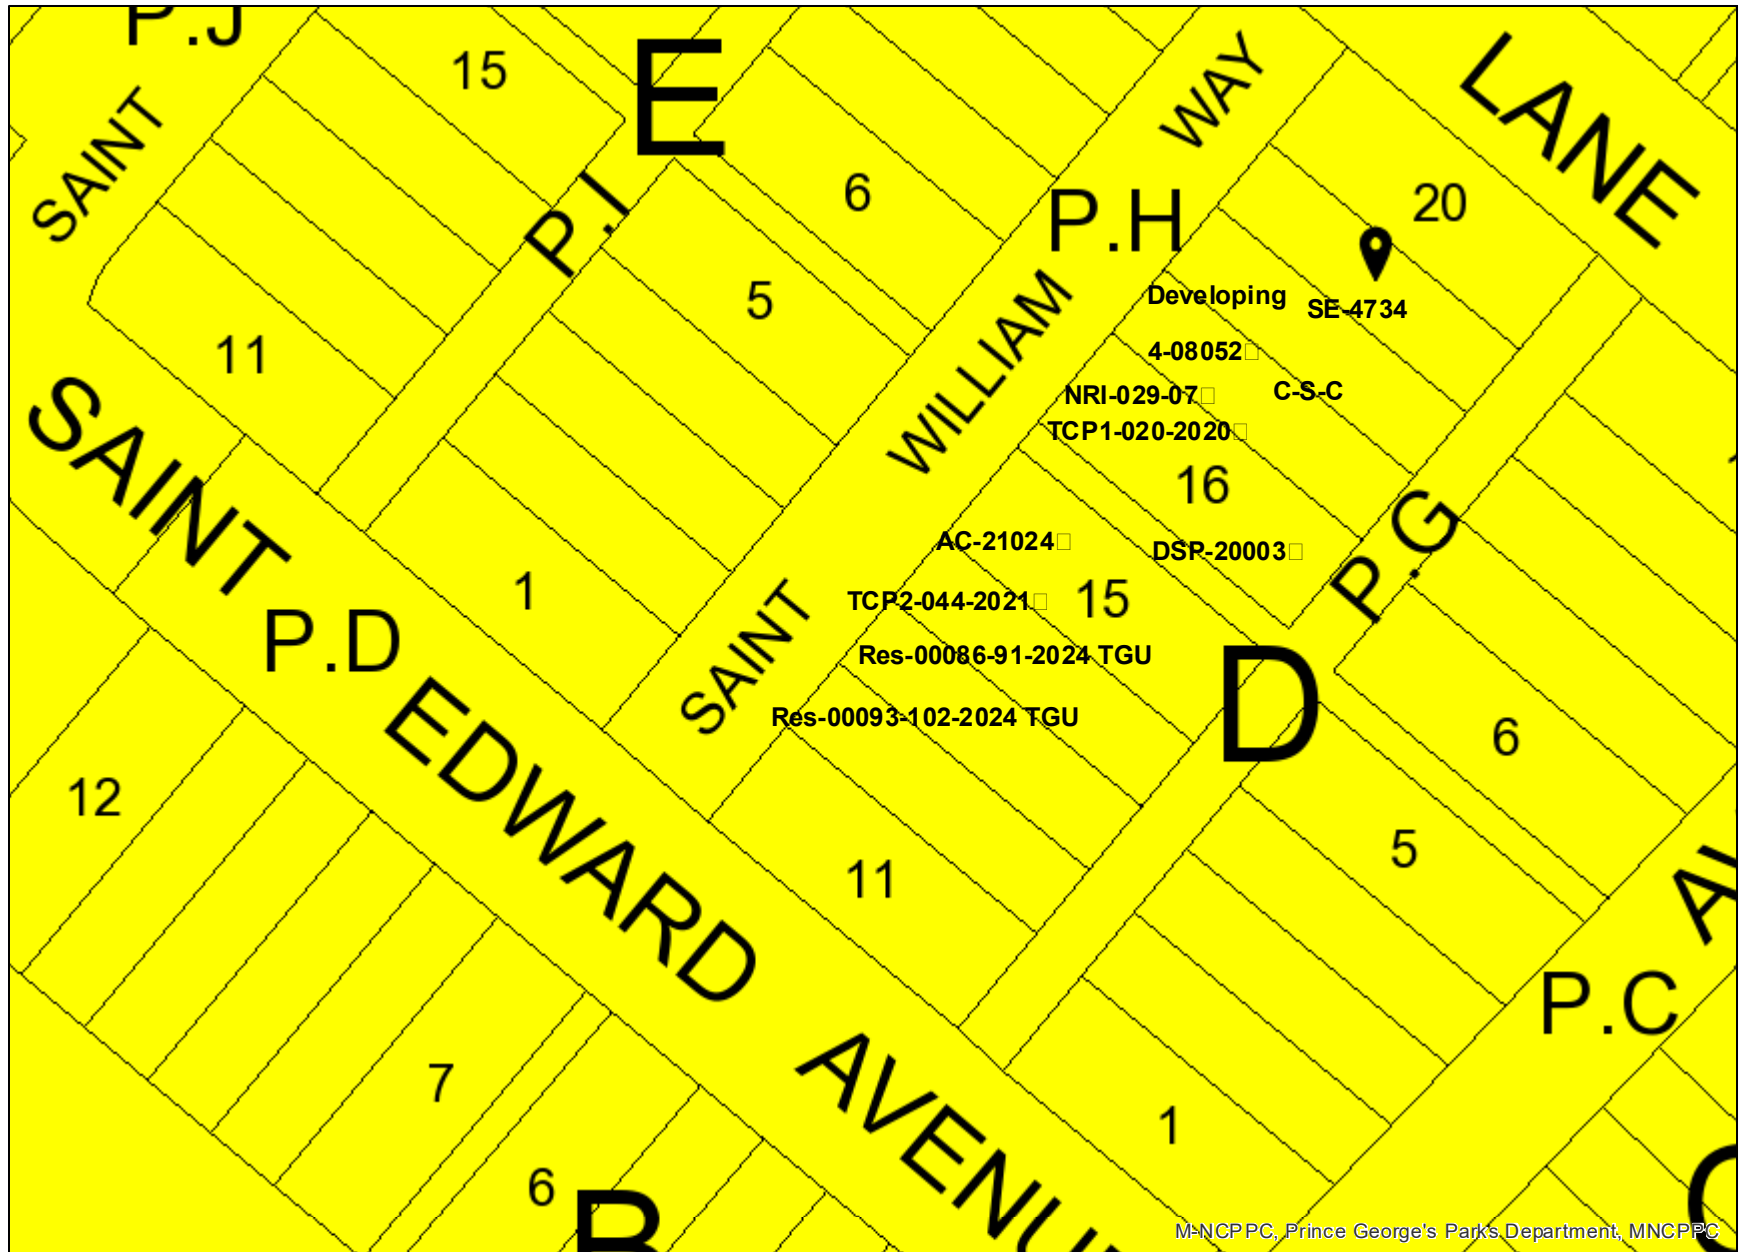 P.J
15
E
WAY
LANE
SAINT
6
P.H
20
P.I
5
Developing
SE-4734
WILLIAM
4-08052
11
NRI-029-07
C-S-C
TCP1-020-2020
16
P.G
SAINT
AC-21024
DSP-20003
1
TCP2-044-2021
15
SAINT
P.D
Res-00086-91-2024 TGU
D
Res-00093-102-2024 TGU
6
EDWARD
12
5
11
P.C
AVENU
7
1
6
B
M-NCPPC, Prince George's Parks Department, MNCPPC